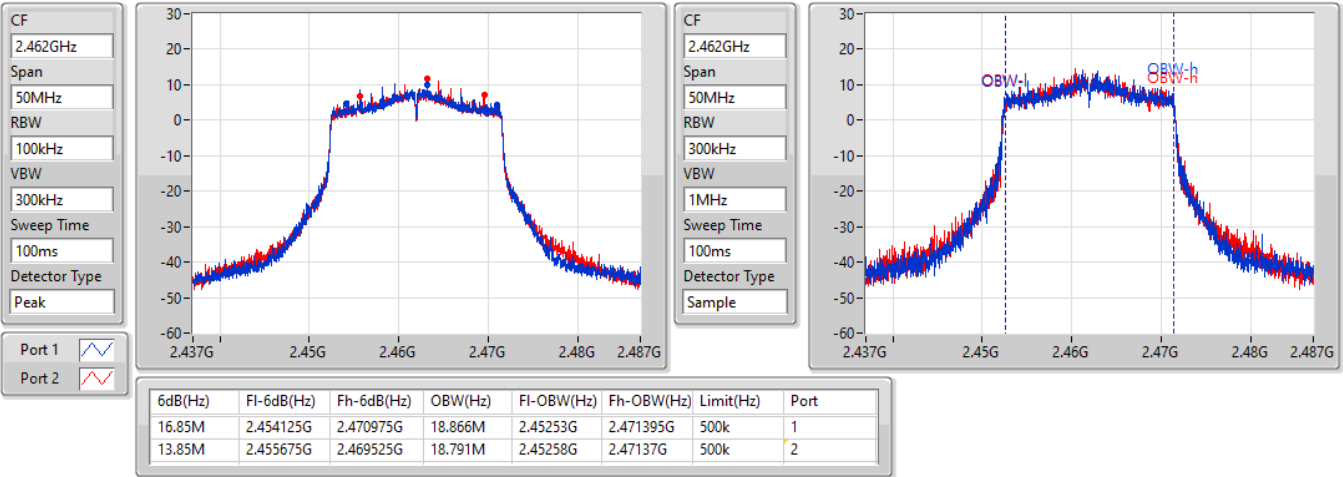 CF
2.462GHz
Span
50MHz
RBW
100kHz
VBW
300kHz
Sweep Time
100ms
Detector Type
Peak
Port 1
Port 2
30
20
10
0
-10
-20
-30
-40
-50
-60
2.437G 2.45G 2.46G 2.47G 2.48G 2.487G
CF
2.462GHz
Span
50MHz
RBW
300kHz
VBW
1MHz
Sweep Time
100ms
Detector Type
Sample
30
20
10
0
-10
-20
-30
-40
-50
-60
OBW-l
OBW-h
OBW-h
2.437G 2.45G 2.46G 2.47G 2.48G 2.487G
6dB(Hz) Fl-6dB(Hz) Fh-6dB(Hz) OBW(Hz) Fl-OBW(Hz) Fh-OBW(Hz) Limit(Hz) Port
16.85M 2.454125G 2.470975G 18.866M 2.45253G 2.471395G 500k 1
13.85M 2.455675G 2.469525G 18.791M 2.45258G 2.47137G 500k 2